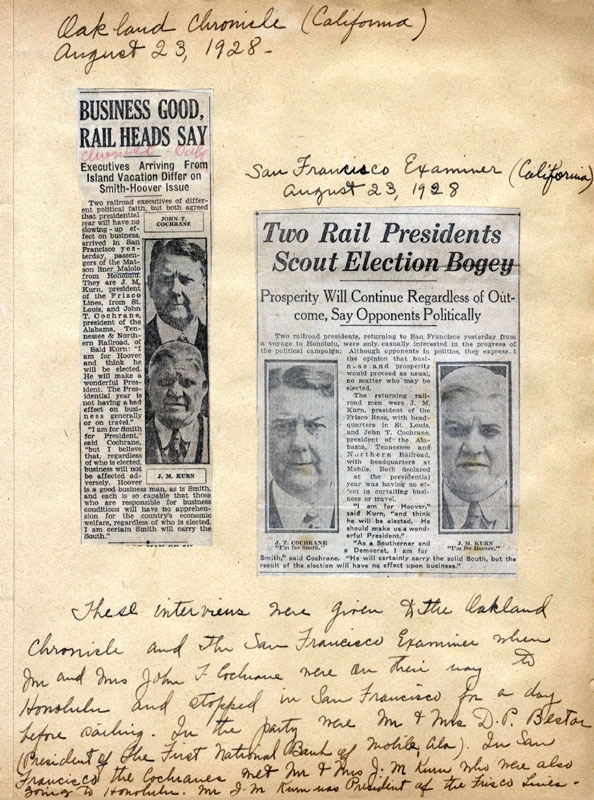 Oakland Chronicle (California)
August 23, 1928-
BUSINESS GOOD,
RAIL HEADS SAY
Executives Arriving From
Island Vacation Differ on
Smith-Hoover Issue
Two railroad executives of differ-
ent political faith, but both agreed
that presidential
year will have no
slowing-up ef-
fect on business,
arrived in San
Francisco yes-
terday, passen-
gers of the Mat-
son liner Malolo
from Honolulu.
They are J. M.
Kurn, president
of the Frisco
Lines, from St.
Louis, and John
T. Cochrane,
president of the
Alabama, Ten-
nessee & North-
ern Railroad, of
Said Kurn: "I
am for Hoover
and think he
will be elected.
He will make a
wonderful Pres-
ident. The Pres-
idential year is
not having a bad
effect on busi-
ness generally
or on travel."
"I am for Smith
for President,"
said Cochrane,
"but I believe
that, regardless
of who is elected,
business will not
be affected ad-
versely. Hoover
is a good business man, as is Smith,
and each is so capable that those
who are responsible for business
conditions will have no apprehen-
sion for the country's economic
welfare, regardless of who is elected.
I am certain Smith will carry the
South."
JOHN T.
COCHRANE
J. M. KURN
San Francisco Examiner (California)
August 23, 1928
Two Rail Presidents
Scout Election Bogey
Prosperity Will Continue Regardless of Out-
come, Say Opponents Politically
Two railroad presidents, returning to San Francisco yesterday from
a voyage to Honolulu, were only casually interested in the progress of
the political campaign. Although opponents in politics, they express
the opinion that busi-
ness and prosperity
would proceed as usual,
no matter who may be
elected.
The returning rail-
road men were J. M.
Kurn, president of the
Frisco lines, with head-
quarters in St. Louis,
and John T. Cochrane,
president of the Ala-
bama, Tennessee and
Northern Railroad,
with headquarters at
Mobile. Both declared
at the presidential
year was having no ef-
fect in curtailing busi-
ness or travel.
"I am for Hoover,"
said Kurn, "and think
he will be elected. He
should make us a wond-
erful President."
"As a Southerner and
a Democrat, I am for
Smith," said Cochrane. "He will certainly carry the solid South, but the
result of the election will have no effect upon business."
J. T. COCHRANE
"I'm for Smith."
J. M. KURN
"I'm for Hoover."
These interviews were given to the Oakland
Chronicle and the San Francisco Examiner when
Mr and Mrs John T. Cochrane were on their way to
Honolulu and stopped in San Francisco for a day
before sailing. In the party were Mr & Mrs D. P. Bestor
(President of the First National Bank of Mobile, Ala). In San
Francisco the Cochranes met Mr & Mrs J. M. Kurn who were also
going to Honolulu. Mr J M Kurn was President of the Frisco Lines-